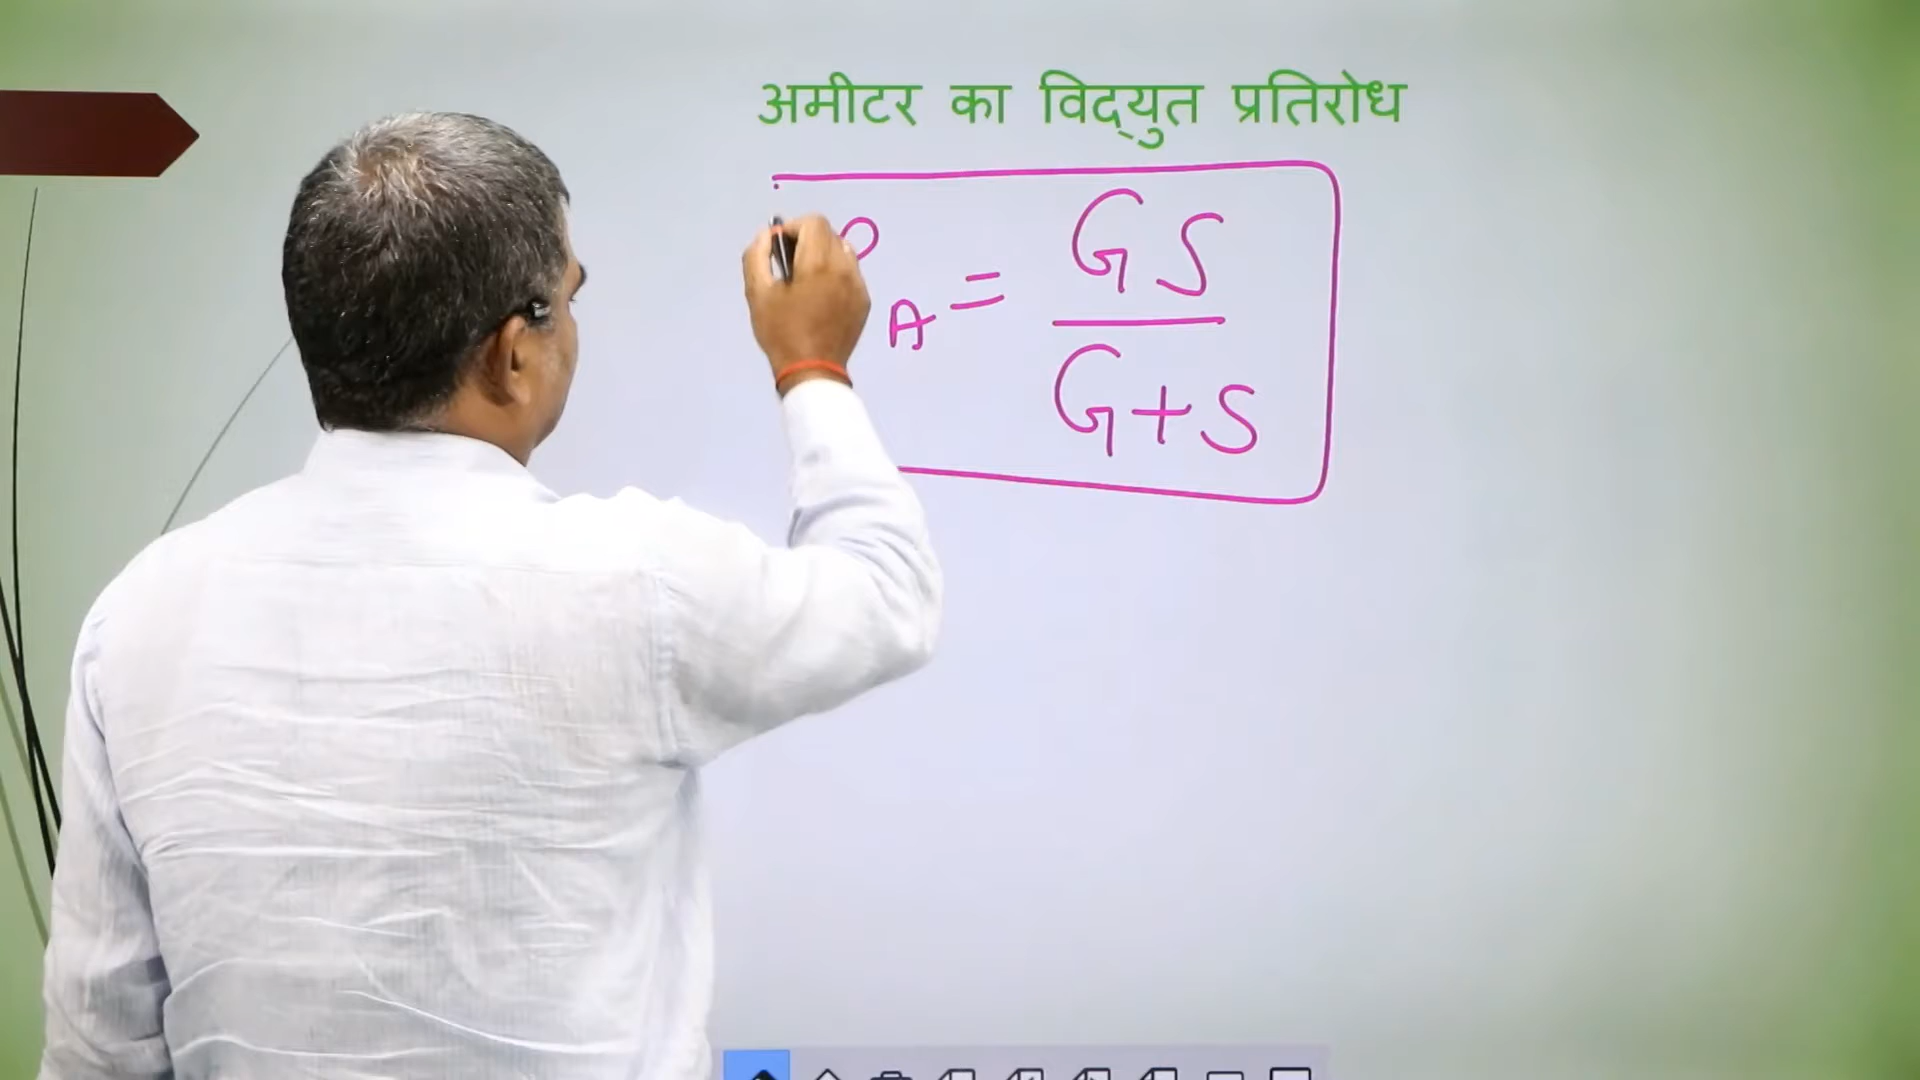 अमीटर का विद्युत प्रतिरोध
A = GS
G+S